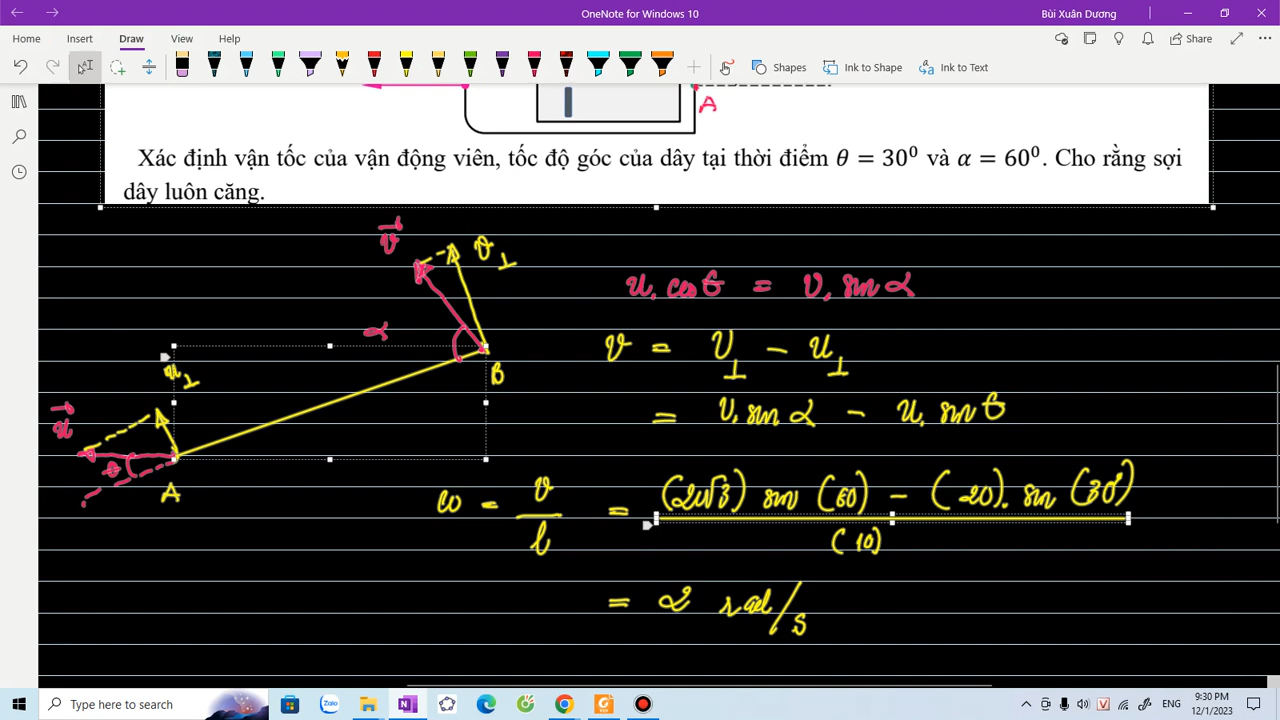 OneNote for Windows 10
Bùi Xuân Dương
Home Insert Draw View Help
Share
Shapes Ink to Shape Ink to Text
A
Xác định vận tốc của vận động viên, tốc độ góc của dây tại thời điểm θ = 30⁰ và α = 60⁰. Cho rằng sợi
dây luôn căng.
v v⊥
u.cosθ = v.sinα
α
v = v⊥ - u⊥
u⊥ B
= v.sinα - u.sinθ
u
θ
A
ω = v/l = ((20√3) sin(60) - (20).sin(30°))/(10)
= 2 rad/s
Type here to search
Zalo
ENG
9:30 PM
12/1/2023